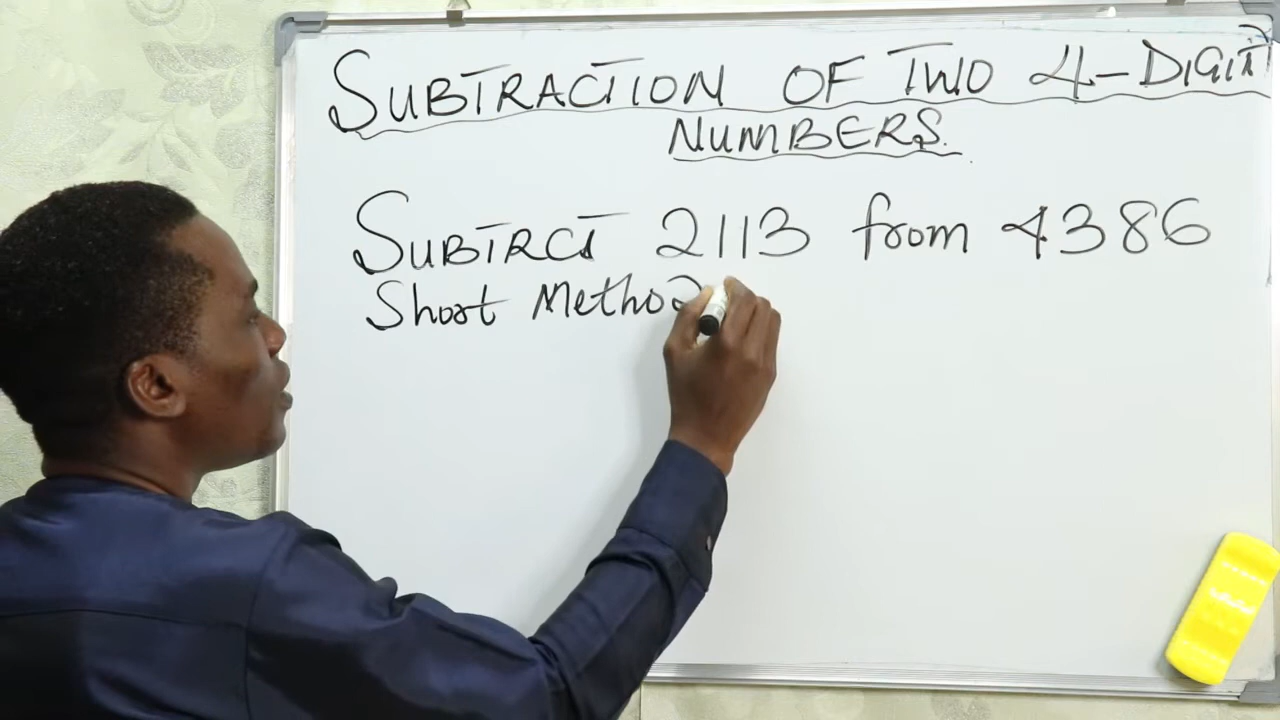 SUBTRACTION OF TWO 4-DIGIT
NUMBERS.
SUBTRCT 2113 from 4386
Short Method